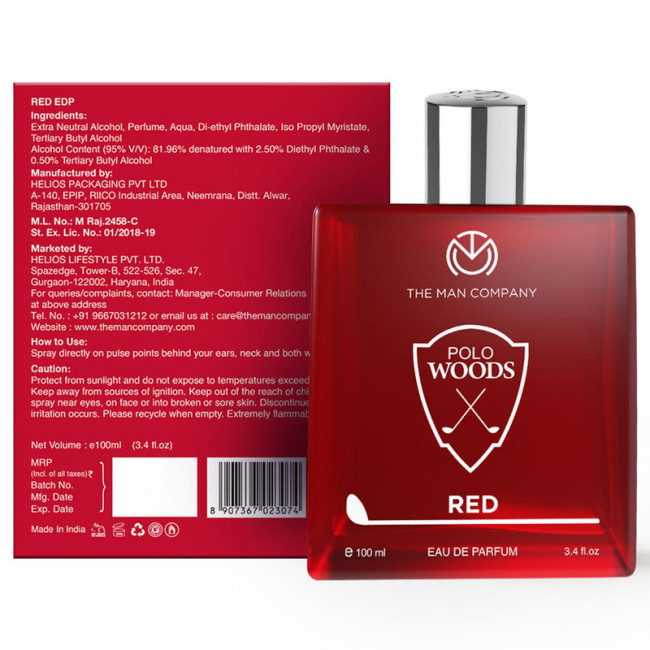 RED EDP
Ingredients:
Extra Neutral Alcohol, Perfume, Aqua, Di-ethyl Phthalate, Iso Propyl Myristate,
Tertiary Butyl Alcohol
Alcohol Content (95% V/V): 81.96% denatured with 2.50% Diethyl Phthalate &
0.50% Tertiary Butyl Alcohol
Manufactured by:
HELIOS PACKAGING PVT LTD
A-140, EPIP, RIICO Industrial Area, Neemrana, Distt. Alwar,
Rajasthan-301705
M.L. No.: M Raj.2458-C
St. Ex. Lic. No.: 01/2018-19
Marketed by:
HELIOS LIFESTYLE PVT. LTD.
Spazedge, Tower-B, 522-526, Sec. 47,
Gurgaon-122002, Haryana, India
For queries/complaints, contact: Manager-Consumer Relations
at above address
Tel. No. : +91 9667031212 or email us at : care@themancompan
Website : www.themancompany.com
How to Use:
Spray directly on pulse points behind your ears, neck and both w
Caution:
Protect from sunlight and do not expose to temperatures exceed
Keep away from sources of ignition. Keep out of the reach of chi
spray near eyes, on face or into broken or sore skin. Discontinue
irritation occurs. Please recycle when empty. Extremely flammab
Net Volume : e100ml (3.4 fl.oz)
MRP
(Incl. of all taxes)₹
Batch No.
Mfg. Date
Exp. Date
8 907367 023074
Made In India
THE MAN COMPANY
POLO
WOODS
RED
e 100 ml EAU DE PARFUM 3.4 fl.oz